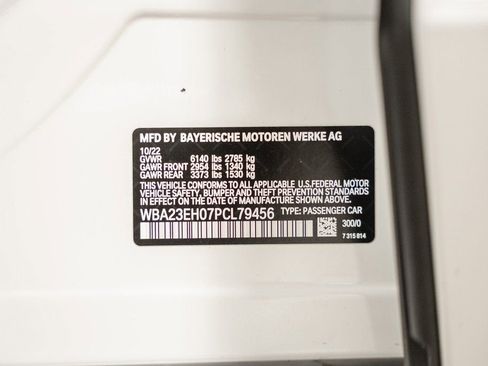 MFD BY BAYERISCHE MOTOREN WERKE AG
10/22
GVWR 6140 lbs 2785 kg
GAWR FRONT 2954 lbs 1340 kg
GAWR REAR 3373 lbs 1530 kg
THIS VEHICLE CONFORMS TO ALL APPLICABLE U.S.FEDERAL MOTOR
VEHICLE SAFETY, BUMPER AND THEFT PREVENTION STANDARDS
IN EFFECT ON THE DATE OF MANUFACTURE SHOWN ABOVE.
WBA23EH07PCL79456 TYPE: PASSENGER CAR
300/0
7 315 814